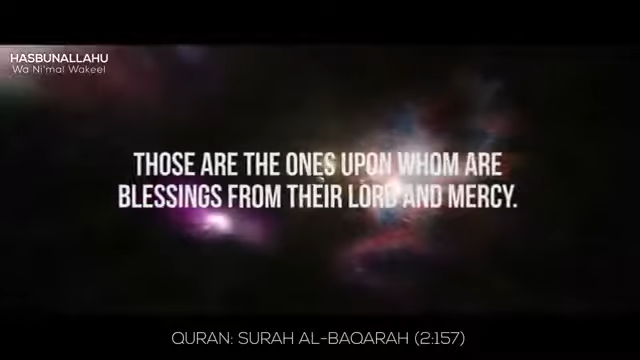 HASBUNALLAHU
Wa Ni'mal Wakeel
THOSE ARE THE ONES UPON WHOM ARE
BLESSINGS FROM THEIR LORD AND MERCY.
QURAN: SURAH AL-BAQARAH (2:157)